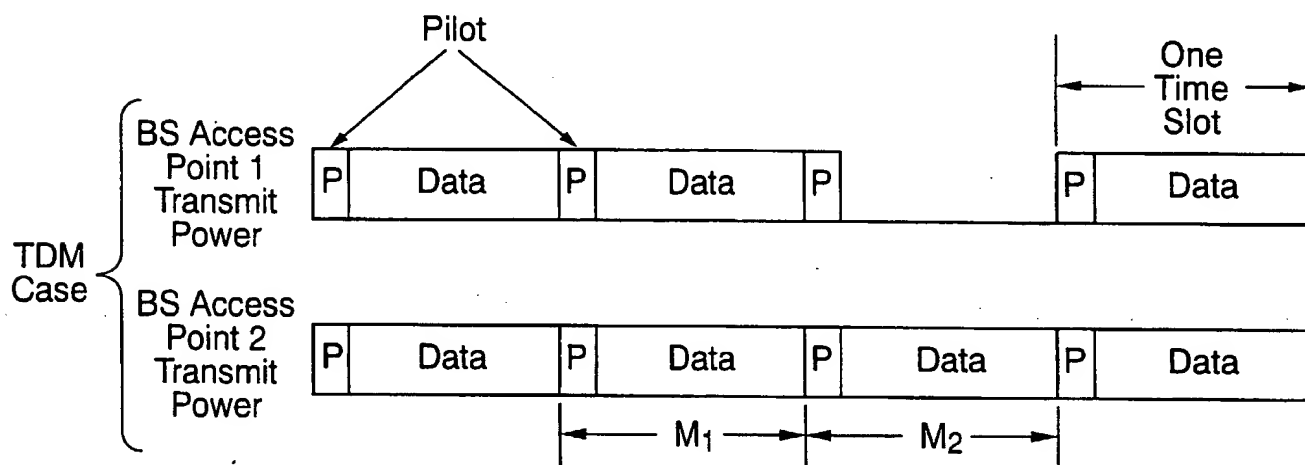 Pilot
One
Time
Slot
TDM
Case
BS Access
Point 1
Transmit
Power
P Data P Data P P Data
BS Access
Point 2
Transmit
Power
P Data P Data P Data P Data
M₁ M₂